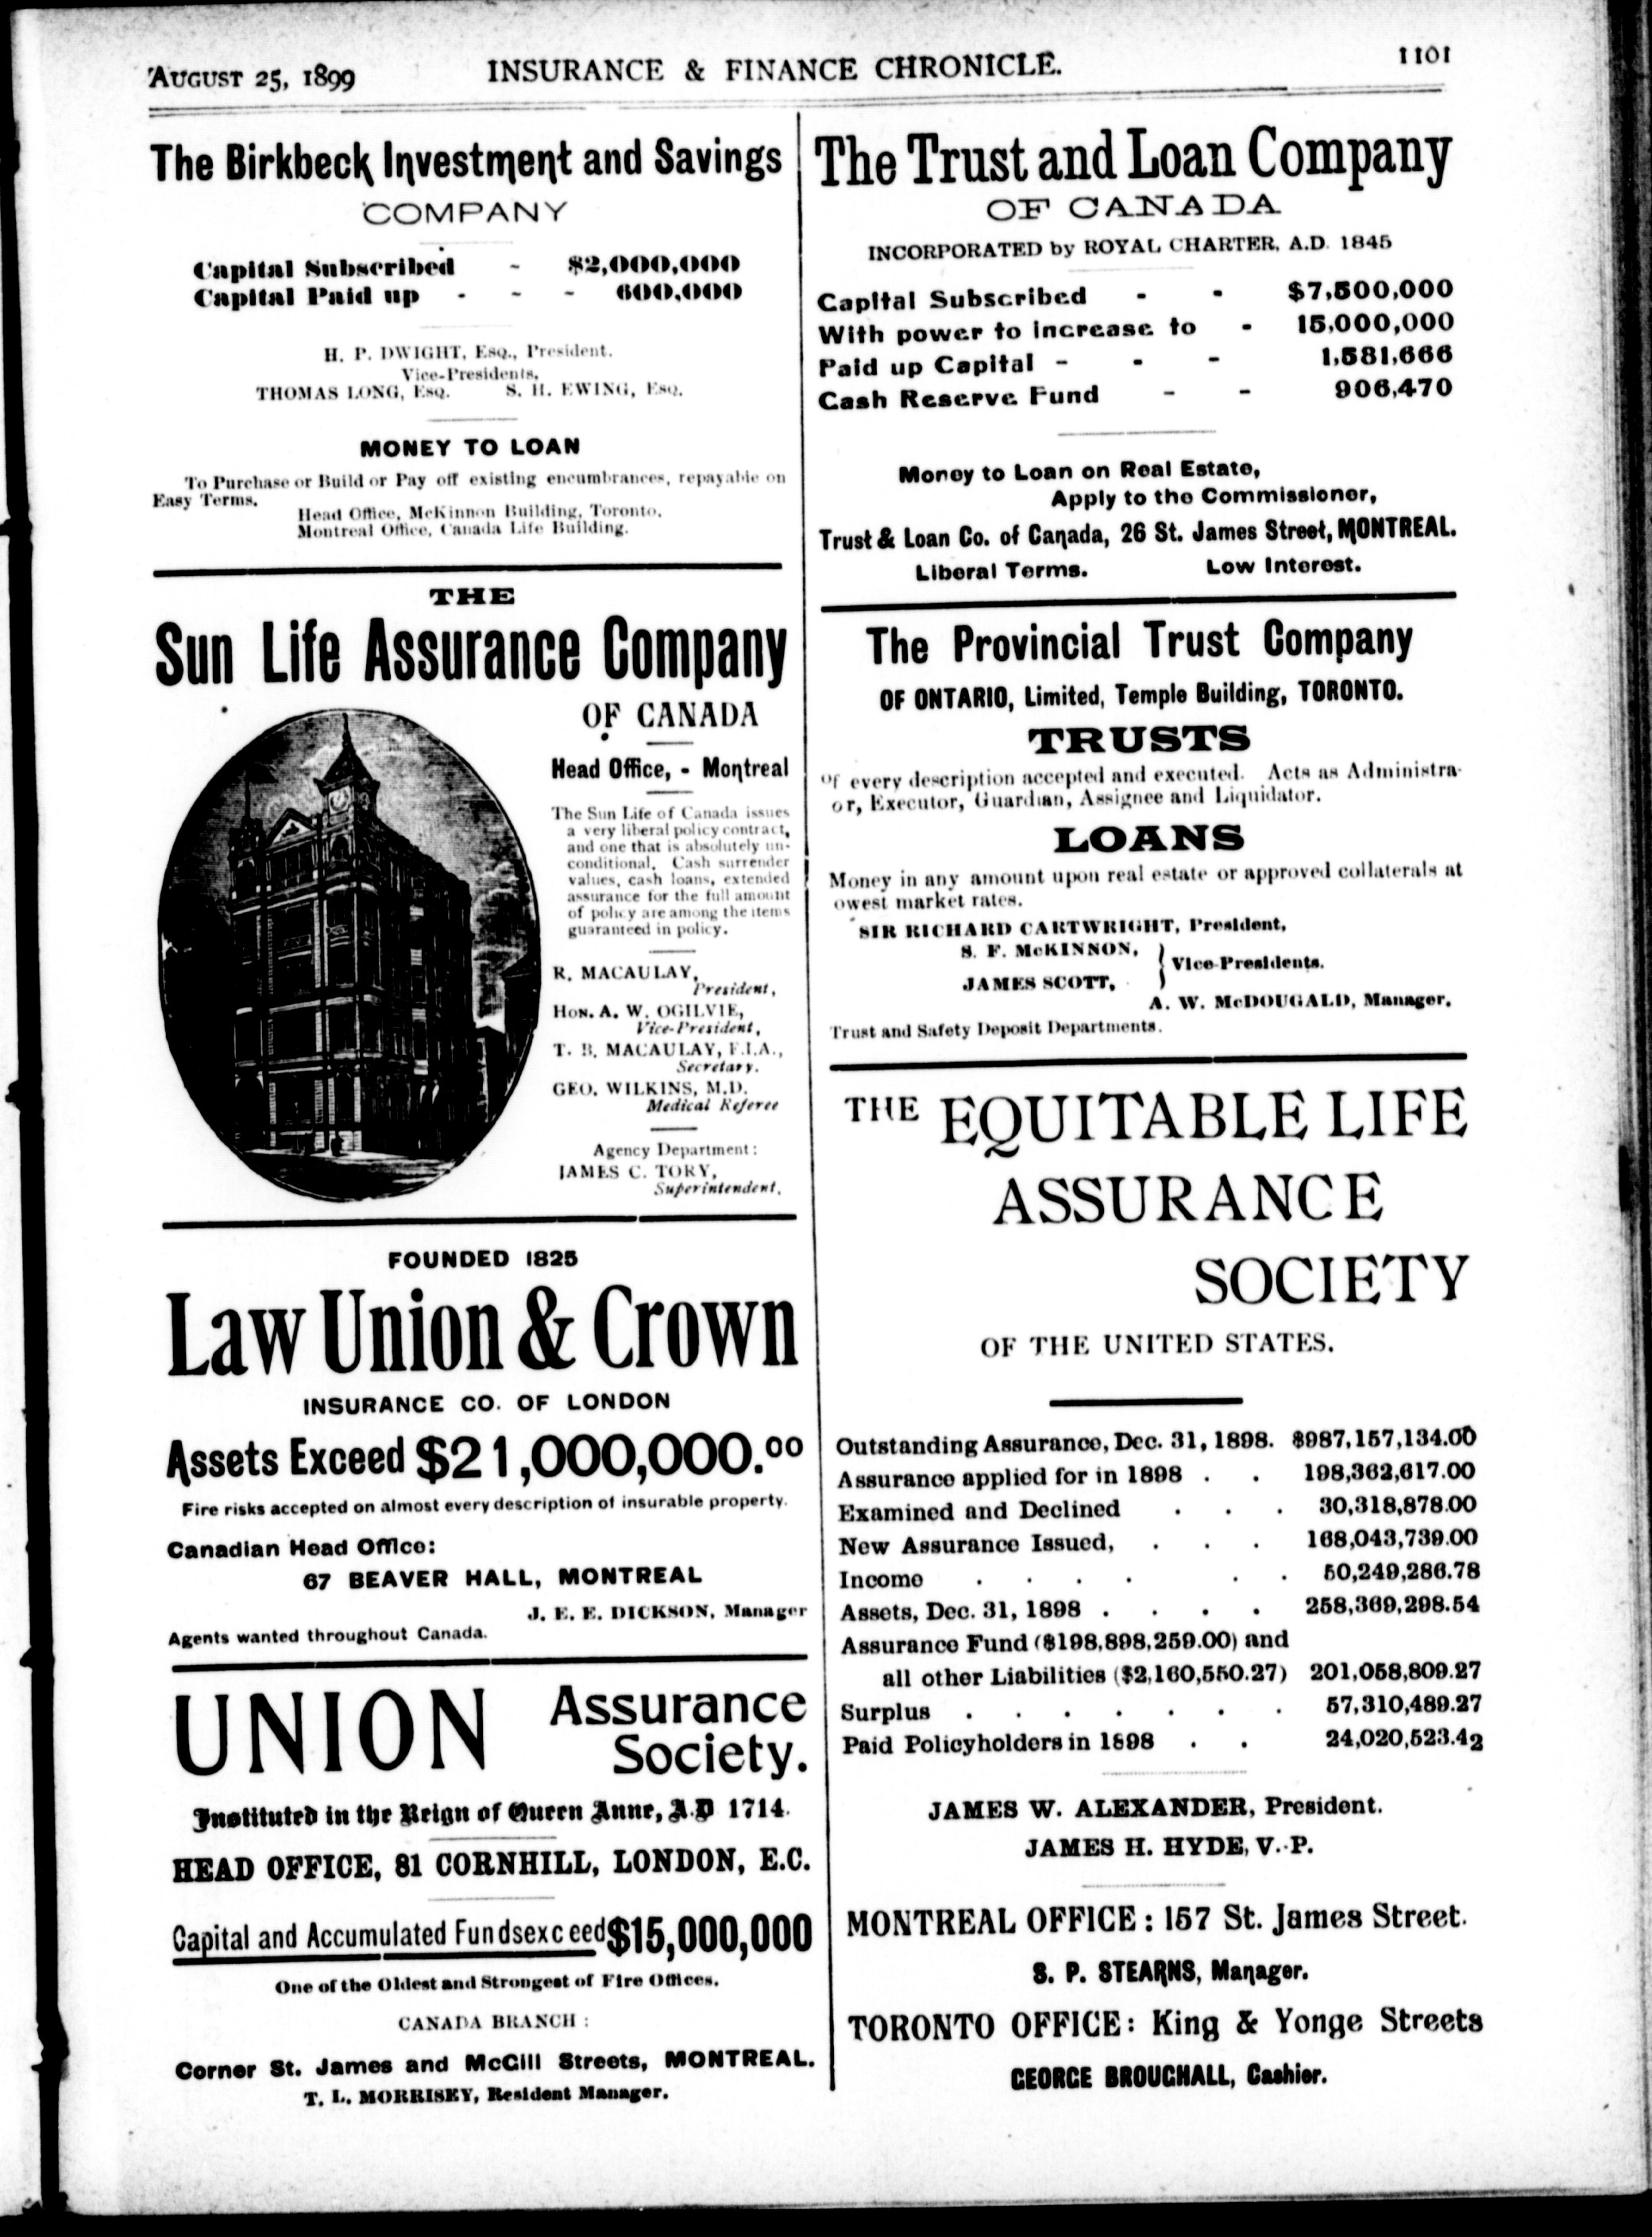 AUGUST 25, 1899 INSURANCE & FINANCE CHRONICLE. 1101
The Birkbeck Investment and Savings
COMPANY
Capital Subscribed - $2,000,000
Capital Paid up - - - 600,000
H. P. DWIGHT, ESQ., President.
Vice-Presidents,
THOMAS LONG, ESQ. S. H. EWING, ESQ.
MONEY TO LOAN
To Purchase or Build or Pay off existing encumbrances, repayable on
Easy Terms.
Head Office, McKinnon Building, Toronto.
Montreal Office, Canada Life Building.
THE
Sun Life Assurance Company
OF CANADA
Head Office, - Montreal
The Sun Life of Canada issues
a very liberal policy contract,
and one that is absolutely un-
conditional. Cash surrender
values, cash loans, extended
assurance for the full amount
of policy are among the items
guaranteed in policy.
R. MACAULAY,
President,
HON. A. W. OGILVIE,
Vice-President,
T. B. MACAULAY, F.I.A.,
Secretary.
GEO. WILKINS, M.D.
Medical Referee
Agency Department:
JAMES C. TORY,
Superintendent.
FOUNDED 1825
Law Union & Crown
INSURANCE CO. OF LONDON
Assets Exceed $21,000,000.00
Fire risks accepted on almost every description of insurable property.
Canadian Head Office:
67 BEAVER HALL, MONTREAL
J. E. E. DICKSON, Manager
Agents wanted throughout Canada.
UNION Assurance
Society.
Instituted in the Reign of Queen Anne, A.D 1714.
HEAD OFFICE, 81 CORNHILL, LONDON, E.C.
Capital and Accumulated Funds exceed $15,000,000
One of the Oldest and Strongest of Fire Offices.
CANADA BRANCH :
Corner St. James and McGill Streets, MONTREAL.
T. L. MORRISEY, Resident Manager.
The Trust and Loan Company
OF CANADA
INCORPORATED by ROYAL CHARTER, A.D. 1845
Capital Subscribed - - $7,500,000
With power to increase to - 15,000,000
Paid up Capital - - - 1,581,666
Cash Reserve Fund - - 906,470
Money to Loan on Real Estate,
Apply to the Commissioner,
Trust & Loan Co. of Canada, 26 St. James Street, MONTREAL.
Liberal Terms. Low Interest.
The Provincial Trust Company
OF ONTARIO, Limited, Temple Building, TORONTO.
TRUSTS
Of every description accepted and executed. Acts as Administra-
or, Executor, Guardian, Assignee and Liquidator.
LOANS
Money in any amount upon real estate or approved collaterals at
owest market rates.
SIR RICHARD CARTWRIGHT, President,
S. F. McKINNON, } Vice-Presidents.
JAMES SCOTT,
A. W. McDOUGALD, Manager.
Trust and Safety Deposit Departments.
THE EQUITABLE LIFE
ASSURANCE
SOCIETY
OF THE UNITED STATES.
Outstanding Assurance, Dec. 31, 1898. $987,157,134.00
Assurance applied for in 1898 . . 198,362,617.00
Examined and Declined . . . 30,318,878.00
New Assurance Issued, . . . 168,043,739.00
Income . . . . . . 50,249,286.78
Assets, Dec. 31, 1898 . . . . 258,369,298.54
Assurance Fund ($198,898,259.00) and
all other Liabilities ($2,160,550.27) 201,058,809.27
Surplus . . . . . . . 57,310,489.27
Paid Policyholders in 1898 . . 24,020,523.42
JAMES W. ALEXANDER, President.
JAMES H. HYDE, V.-P.
MONTREAL OFFICE : 157 St. James Street.
S. P. STEARNS, Manager.
TORONTO OFFICE: King & Yonge Streets
GEORGE BROUGHALL, Cashier.